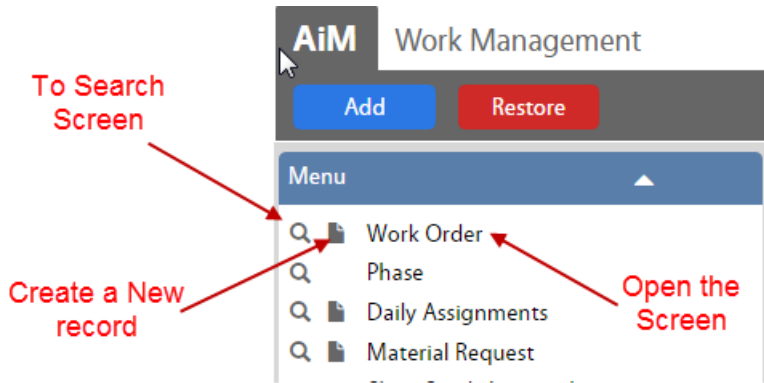 AiM Work Management
To Search
Screen
Add Restore
Menu
Work Order
Phase
Create a New
record
Open the
Screen
Daily Assignments
Material Request